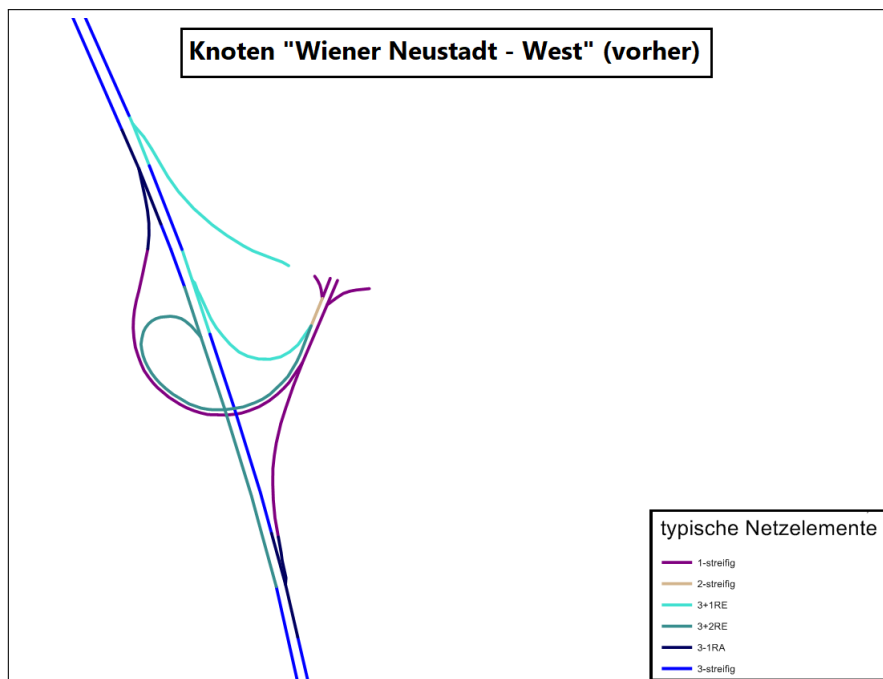 Knoten "Wiener Neustadt - West" (vorher)
typische Netzelemente
1-streifig
2-streifig
3+1RE
3+2RE
3-1RA
3-streifig